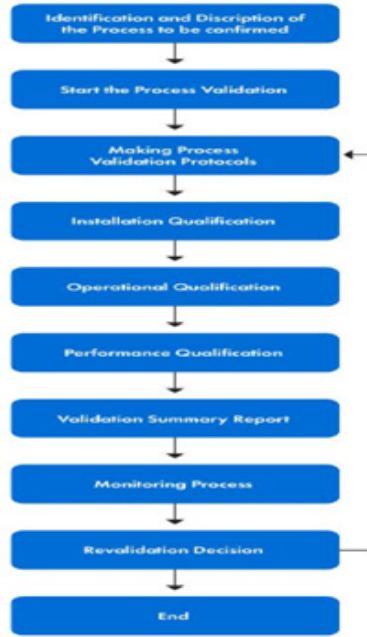 Identification and Discription of
the Process to be confirmed
Start the Process Validation
Making Process
Validation Protocols
Installation Qualification
Operational Qualification
Performance Qualification
Validation Summary Report
Monitoring Process
Revalidation Decision
End